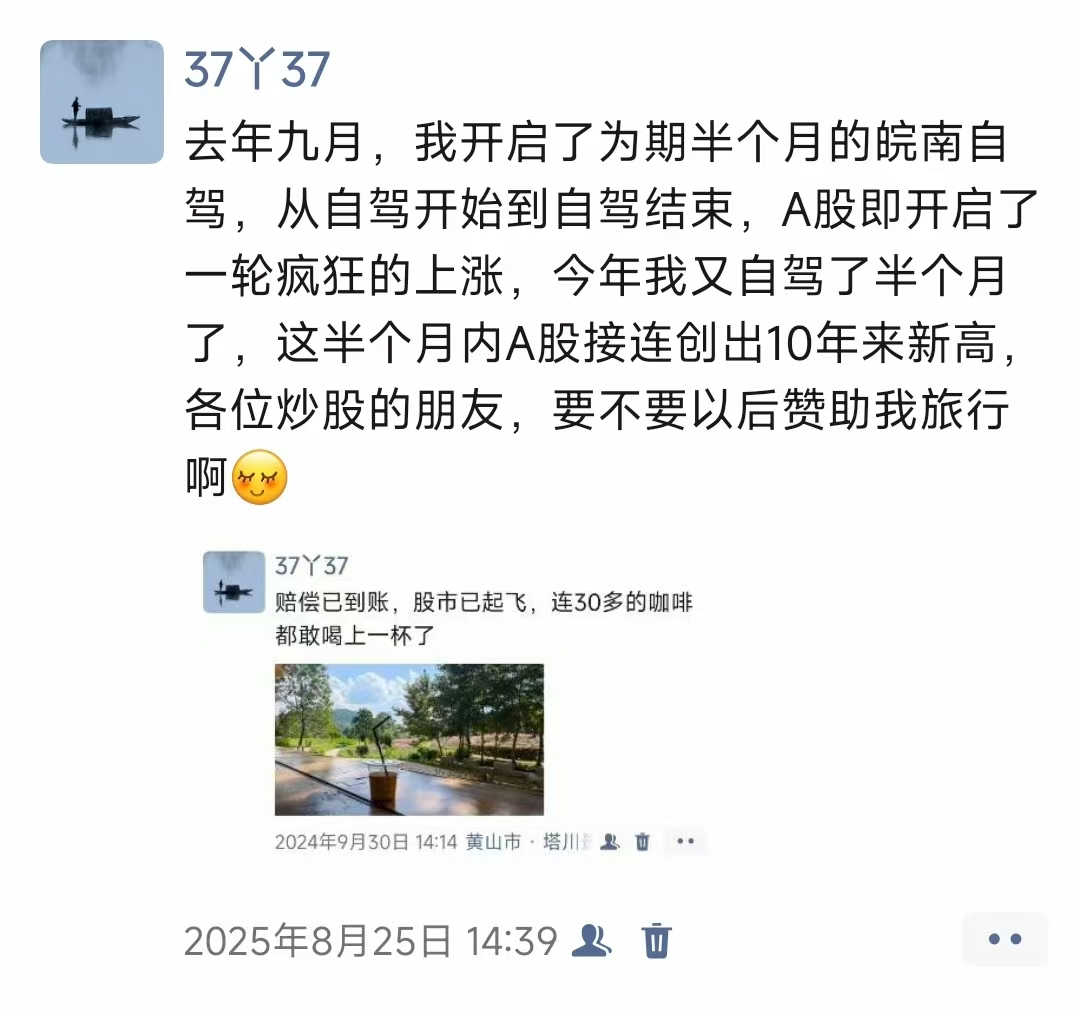 37丫37
去年九月，我开启了为期半个月的皖南自
驾，从自驾开始到自驾结束，A股即开启了
一轮疯狂的上涨，今年我又自驾了半个月
了，这半个月内A股接连创出10年来新高，
各位炒股的朋友，要不要以后赞助我旅行
啊
37丫37
赔偿已到账，股市已起飞，连30多的咖啡
都敢喝上一杯了
2024年9月30日 14:14 黄山市 · 塔川
2025年8月25日 14:39